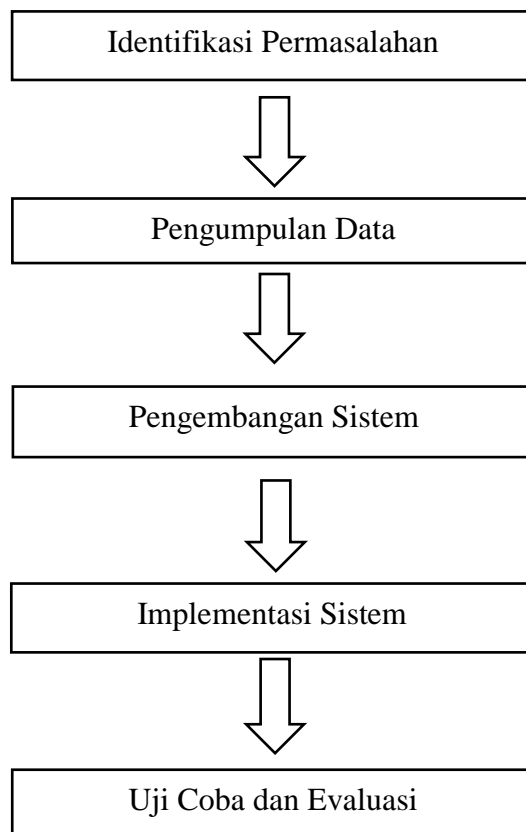 Identifikasi Permasalahan
Pengumpulan Data
Pengembangan Sistem
Implementasi Sistem
Uji Coba dan Evaluasi